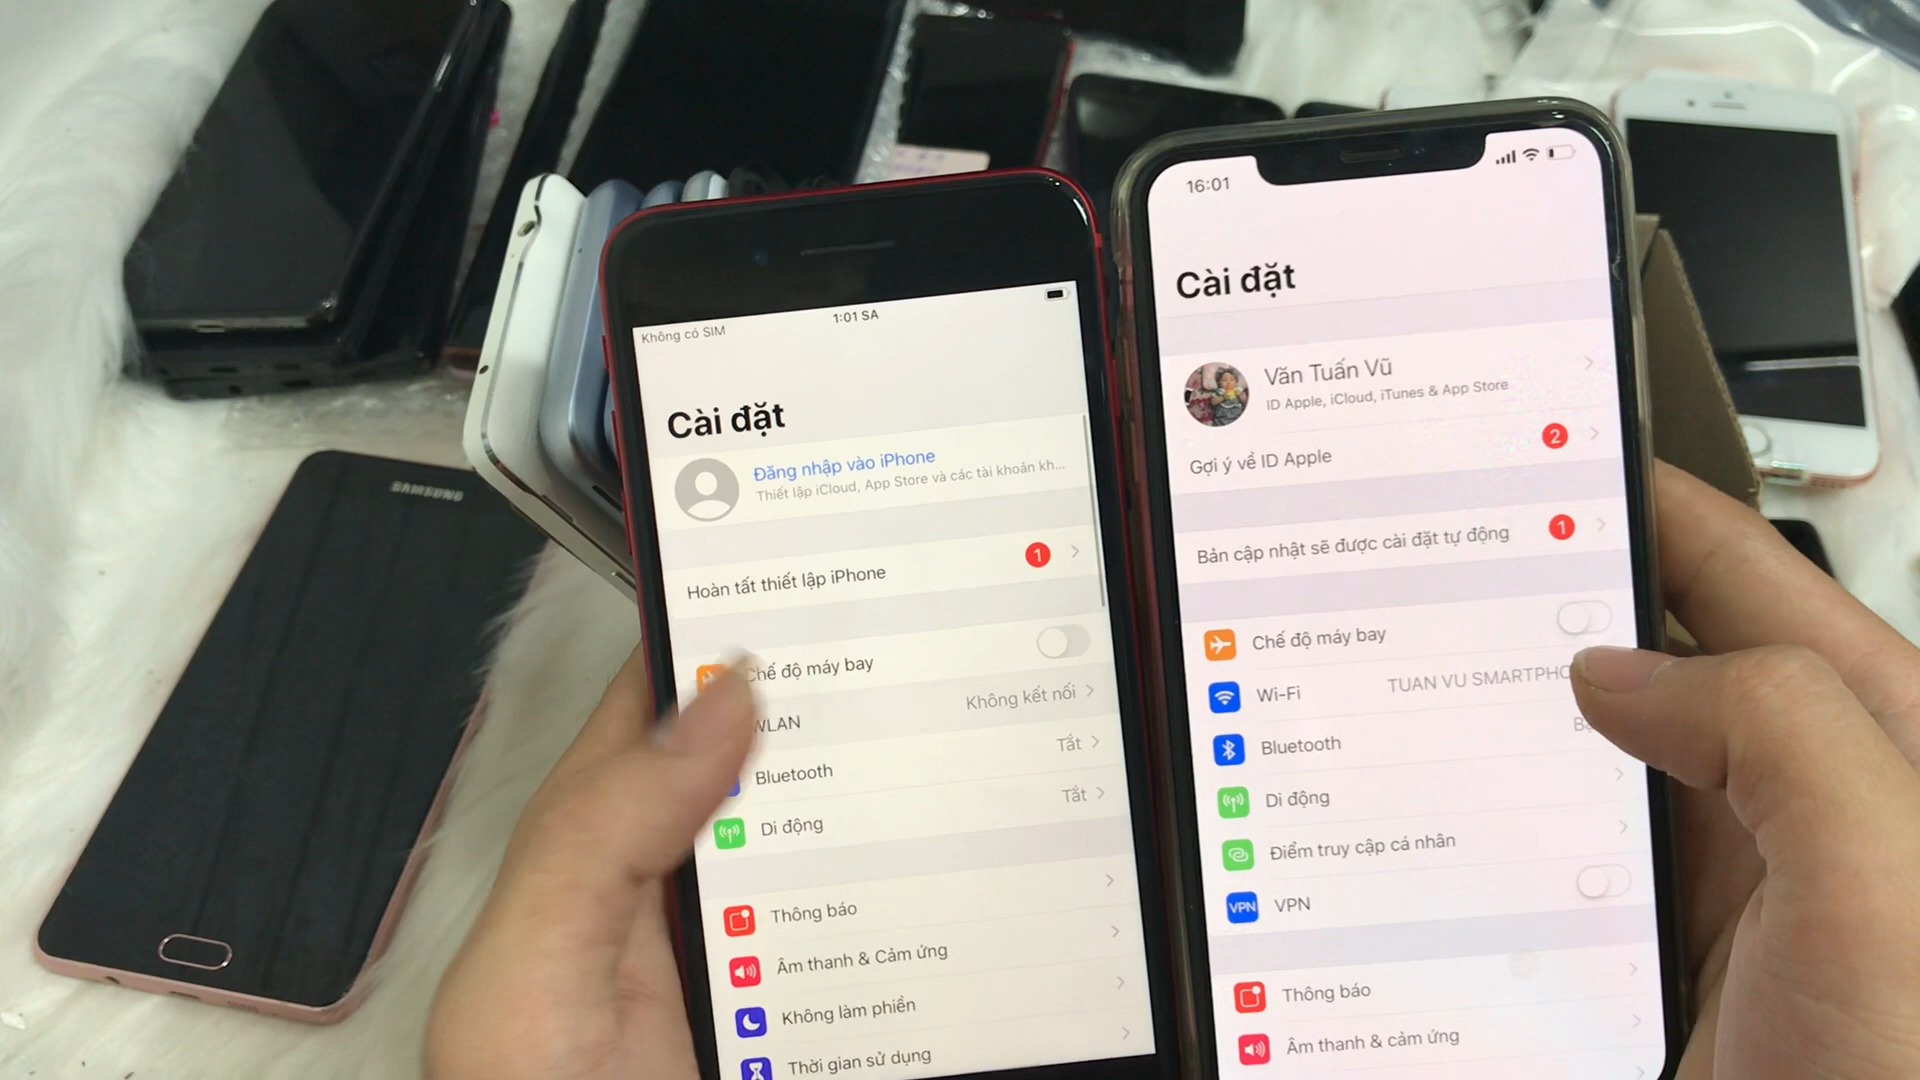 SAMSUNG
Không có SIM
1:01 SA
Cài đặt
Đăng nhập vào iPhone
Thiết lập iCloud, App Store và các tài khoản kh...
Hoàn tất thiết lập iPhone
1
Chế độ máy bay
WLAN
Không kết nối
Bluetooth
Tắt
Di động
Tắt
Thông báo
Âm thanh & Cảm ứng
Không làm phiền
Thời gian sử dụng
16:01
Cài đặt
Văn Tuấn Vũ
ID Apple, iCloud, iTunes & App Store
Gợi ý về ID Apple
2
Bản cập nhật sẽ được cài đặt tự động
1
Chế độ máy bay
Wi-Fi
TUAN VU SMARTPHO
Bluetooth
Di động
Điểm truy cập cá nhân
VPN
VPN
Thông báo
Âm thanh & cảm ứng